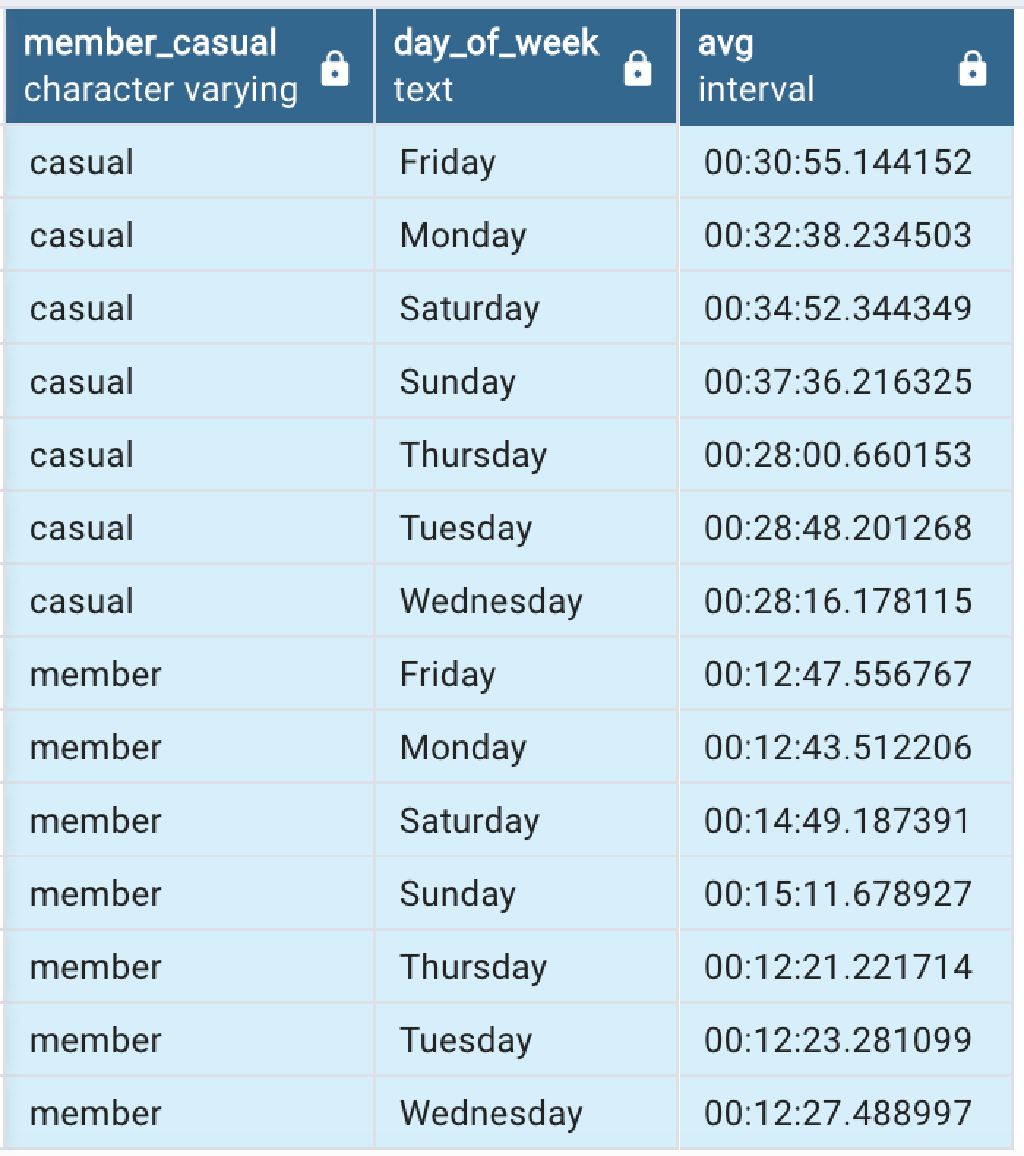 member_casual day_of_week avg
character varying text interval
casual Friday 00:30:55.144152
casual Monday 00:32:38.234503
casual Saturday 00:34:52.344349
casual Sunday 00:37:36.216325
casual Thursday 00:28:00.660153
casual Tuesday 00:28:48.201268
casual Wednesday 00:28:16.178115
member Friday 00:12:47.556767
member Monday 00:12:43.512206
member Saturday 00:14:49.187391
member Sunday 00:15:11.678927
member Thursday 00:12:21.221714
member Tuesday 00:12:23.281099
member Wednesday 00:12:27.488997